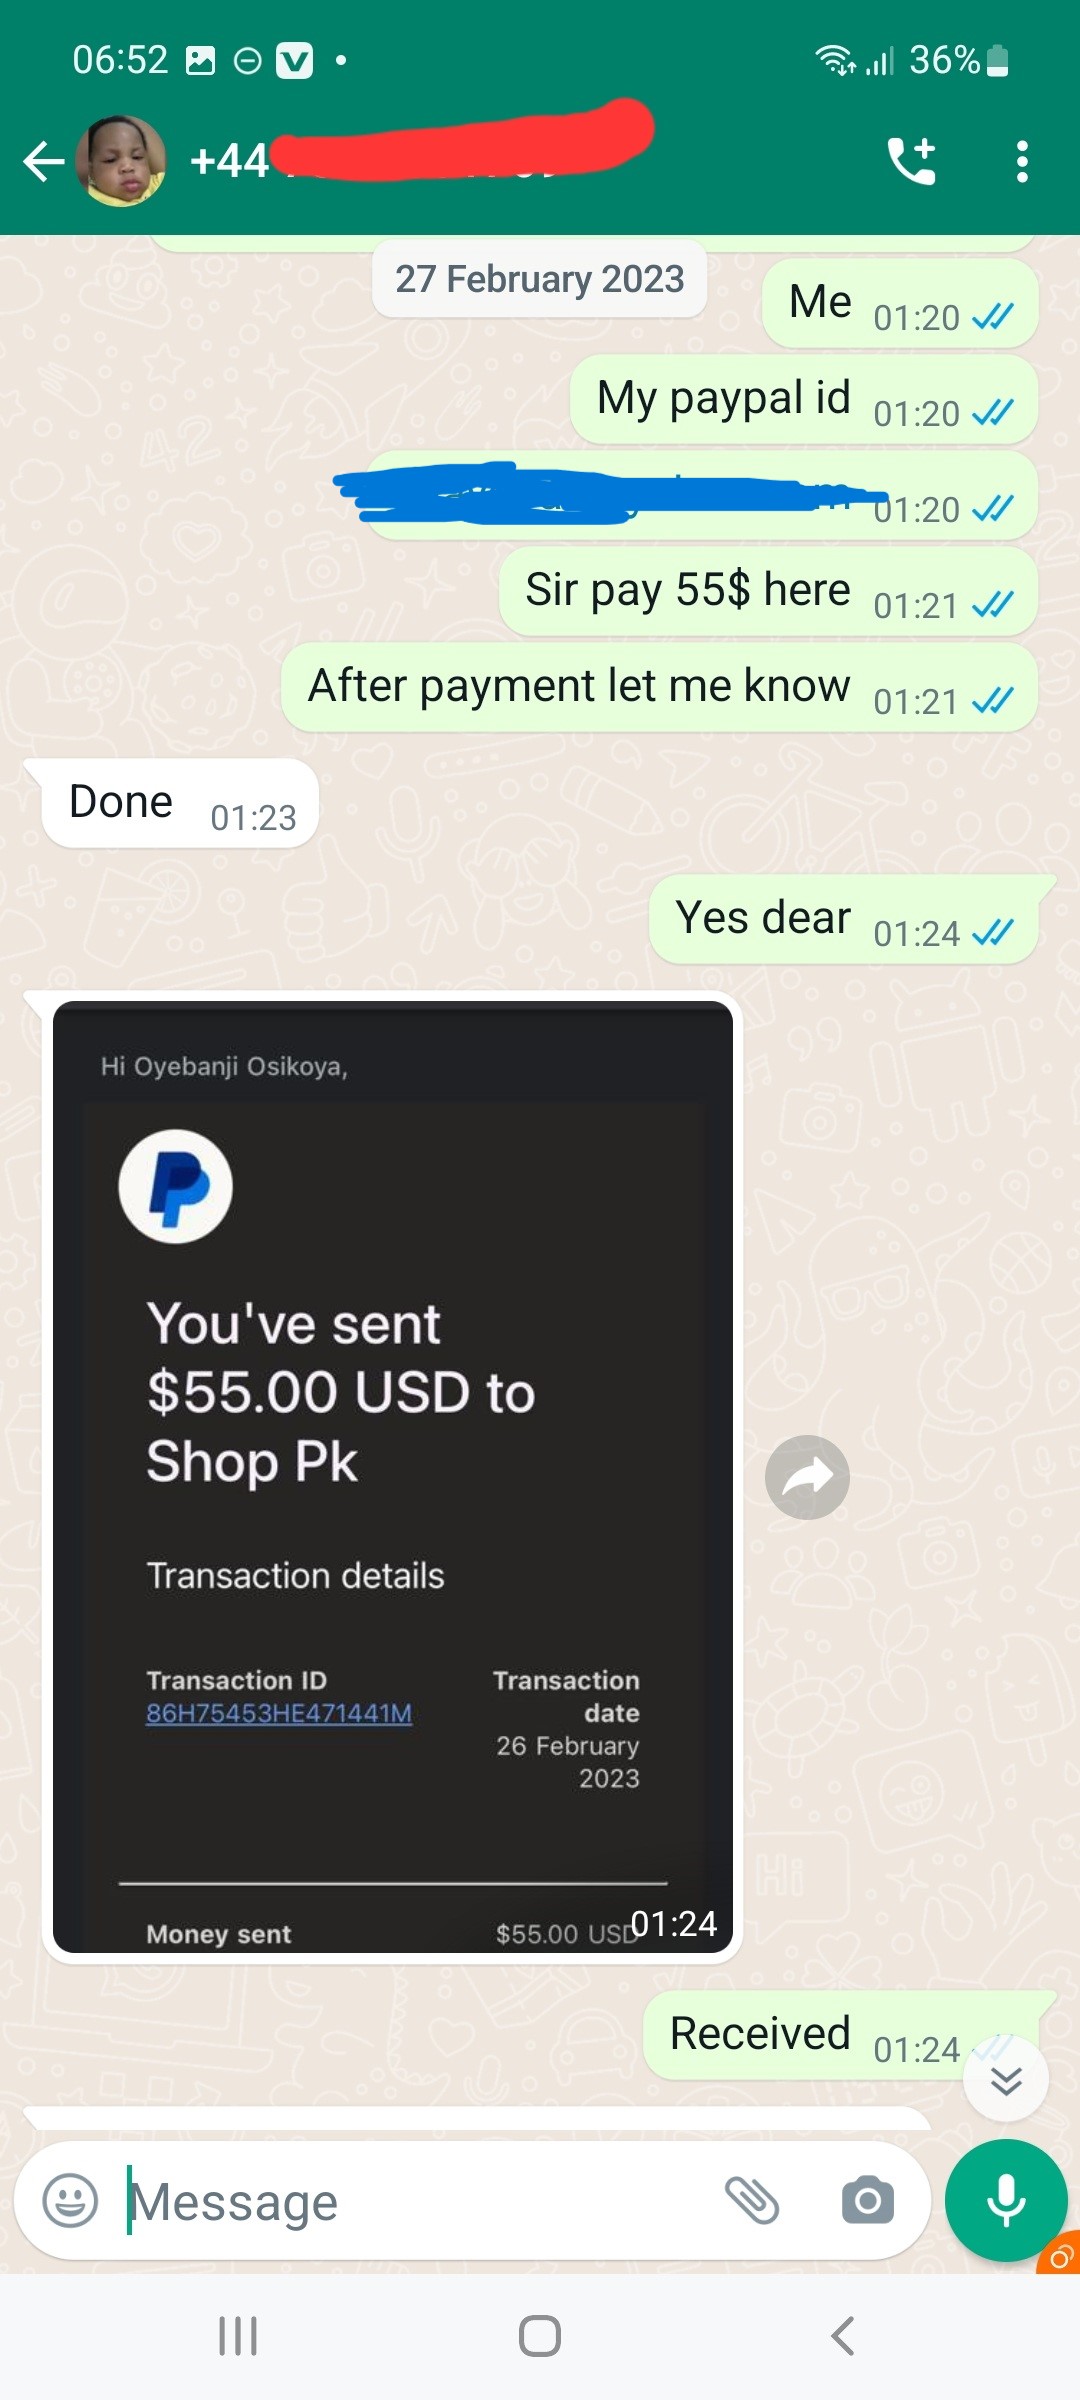 06:52
36%
+44
27 February 2023
Me 01:20
My paypal id 01:20
01:20
Sir pay 55$ here 01:21
After payment let me know 01:21
Done 01:23
Yes dear 01:24
Hi Oyebanji Osikoya,
You've sent
$55.00 USD to
Shop Pk
Transaction details
Transaction ID
86H75453HE471441M
Transaction
date
26 February
2023
Money sent
$55.00 USD
01:24
Received 01:24
Message